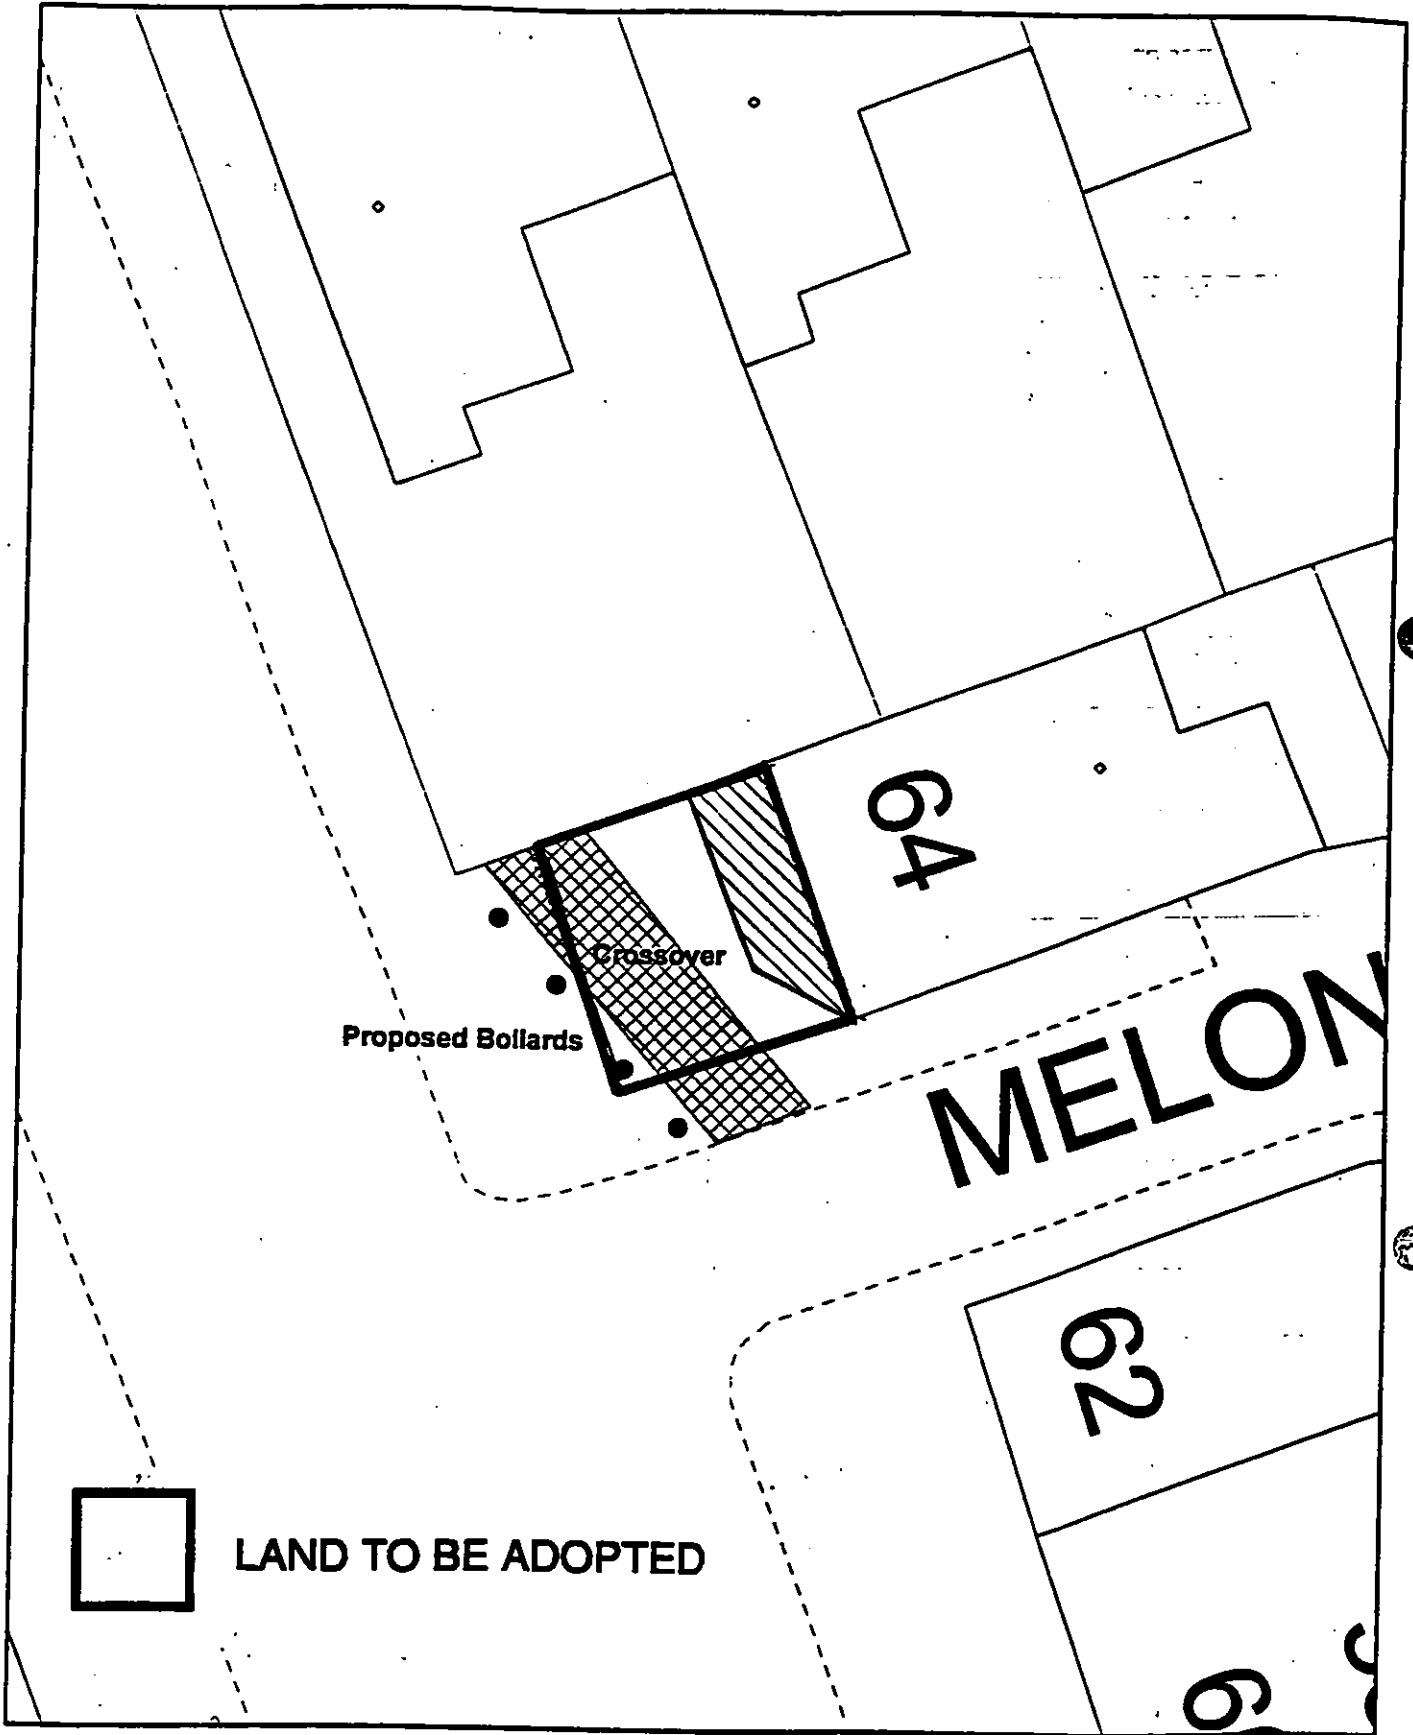 64
Crossover
Proposed Bollards
MELON
62
LAND TO BE ADOPTED